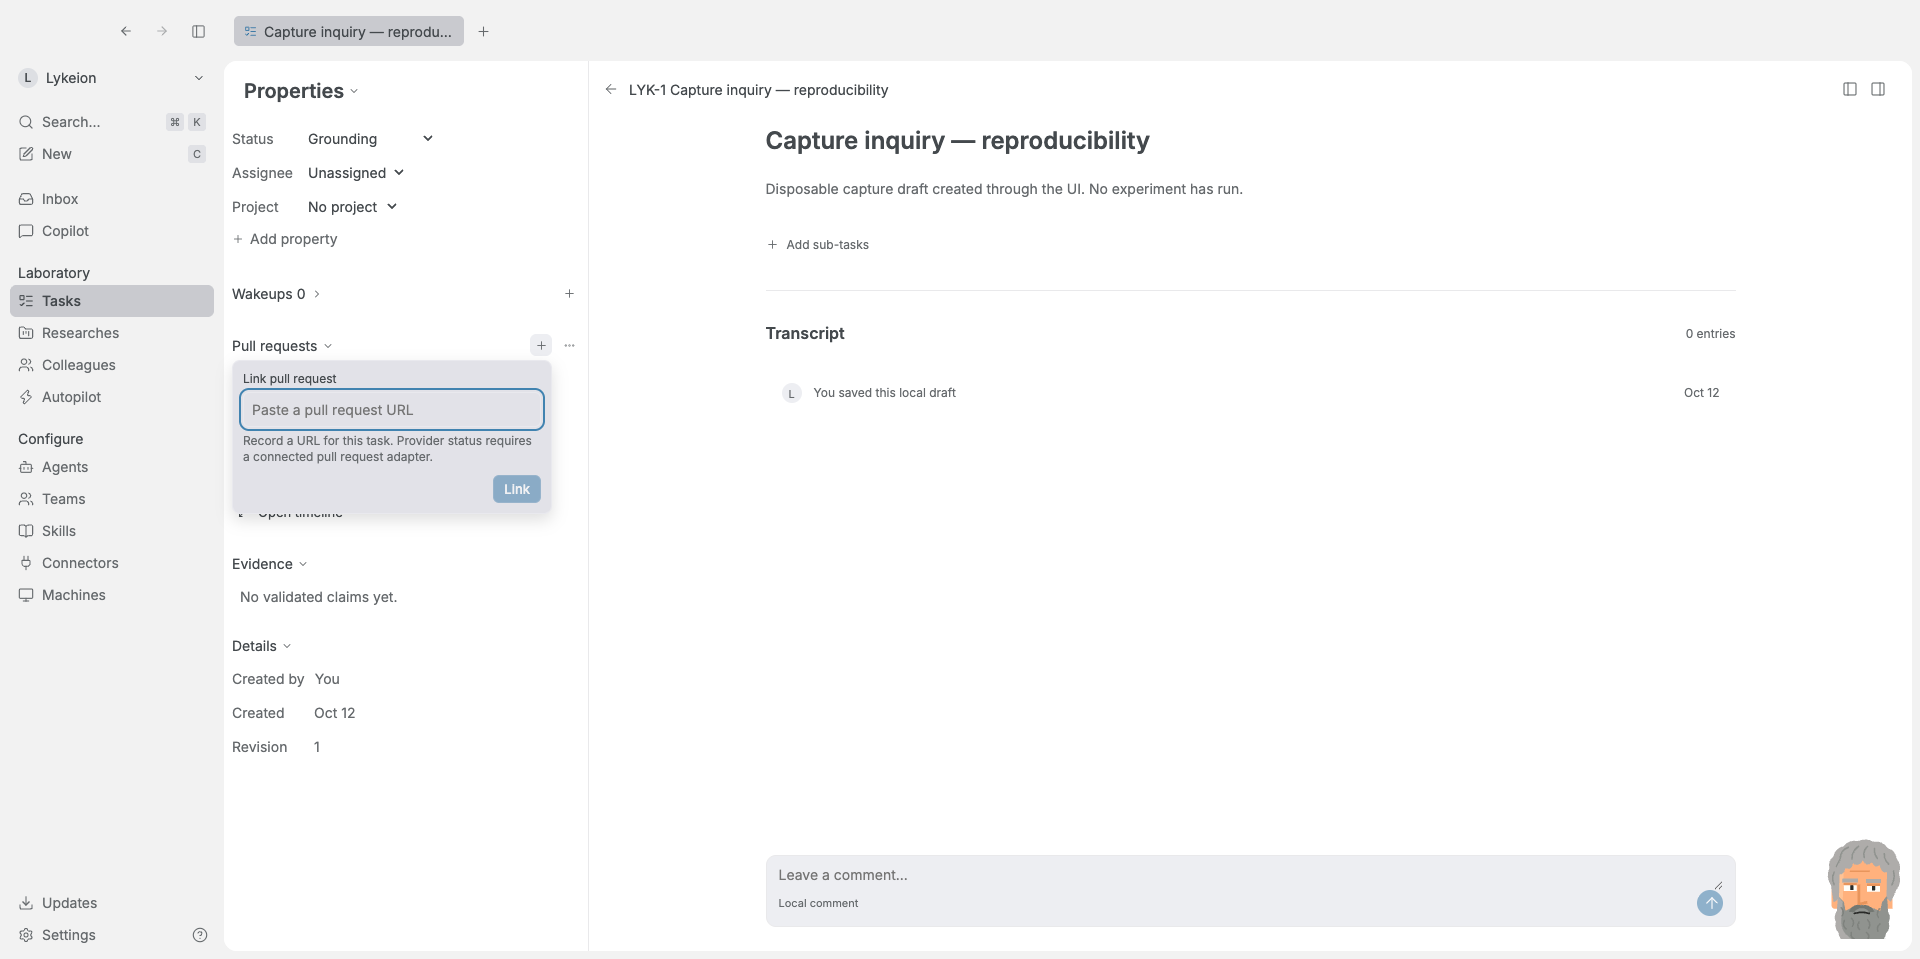 Capture inquiry — reprodu...
L Lykeion
Search... ⌘ K
New C
Inbox
Copilot
Laboratory
Tasks
Researches
Colleagues
Autopilot
Configure
Agents
Teams
Skills
Connectors
Machines
Updates
Settings
Properties
Status Grounding
Assignee Unassigned
Project No project
+ Add property
Wakeups 0
Pull requests
Link pull request
Paste a pull request URL
Record a URL for this task. Provider status requires
a connected pull request adapter.
Link
Open timeline
Evidence
No validated claims yet.
Details
Created by You
Created Oct 12
Revision 1
LYK-1 Capture inquiry — reproducibility
Capture inquiry — reproducibility
Disposable capture draft created through the UI. No experiment has run.
+ Add sub-tasks
Transcript 0 entries
L You saved this local draft Oct 12
Leave a comment...
Local comment